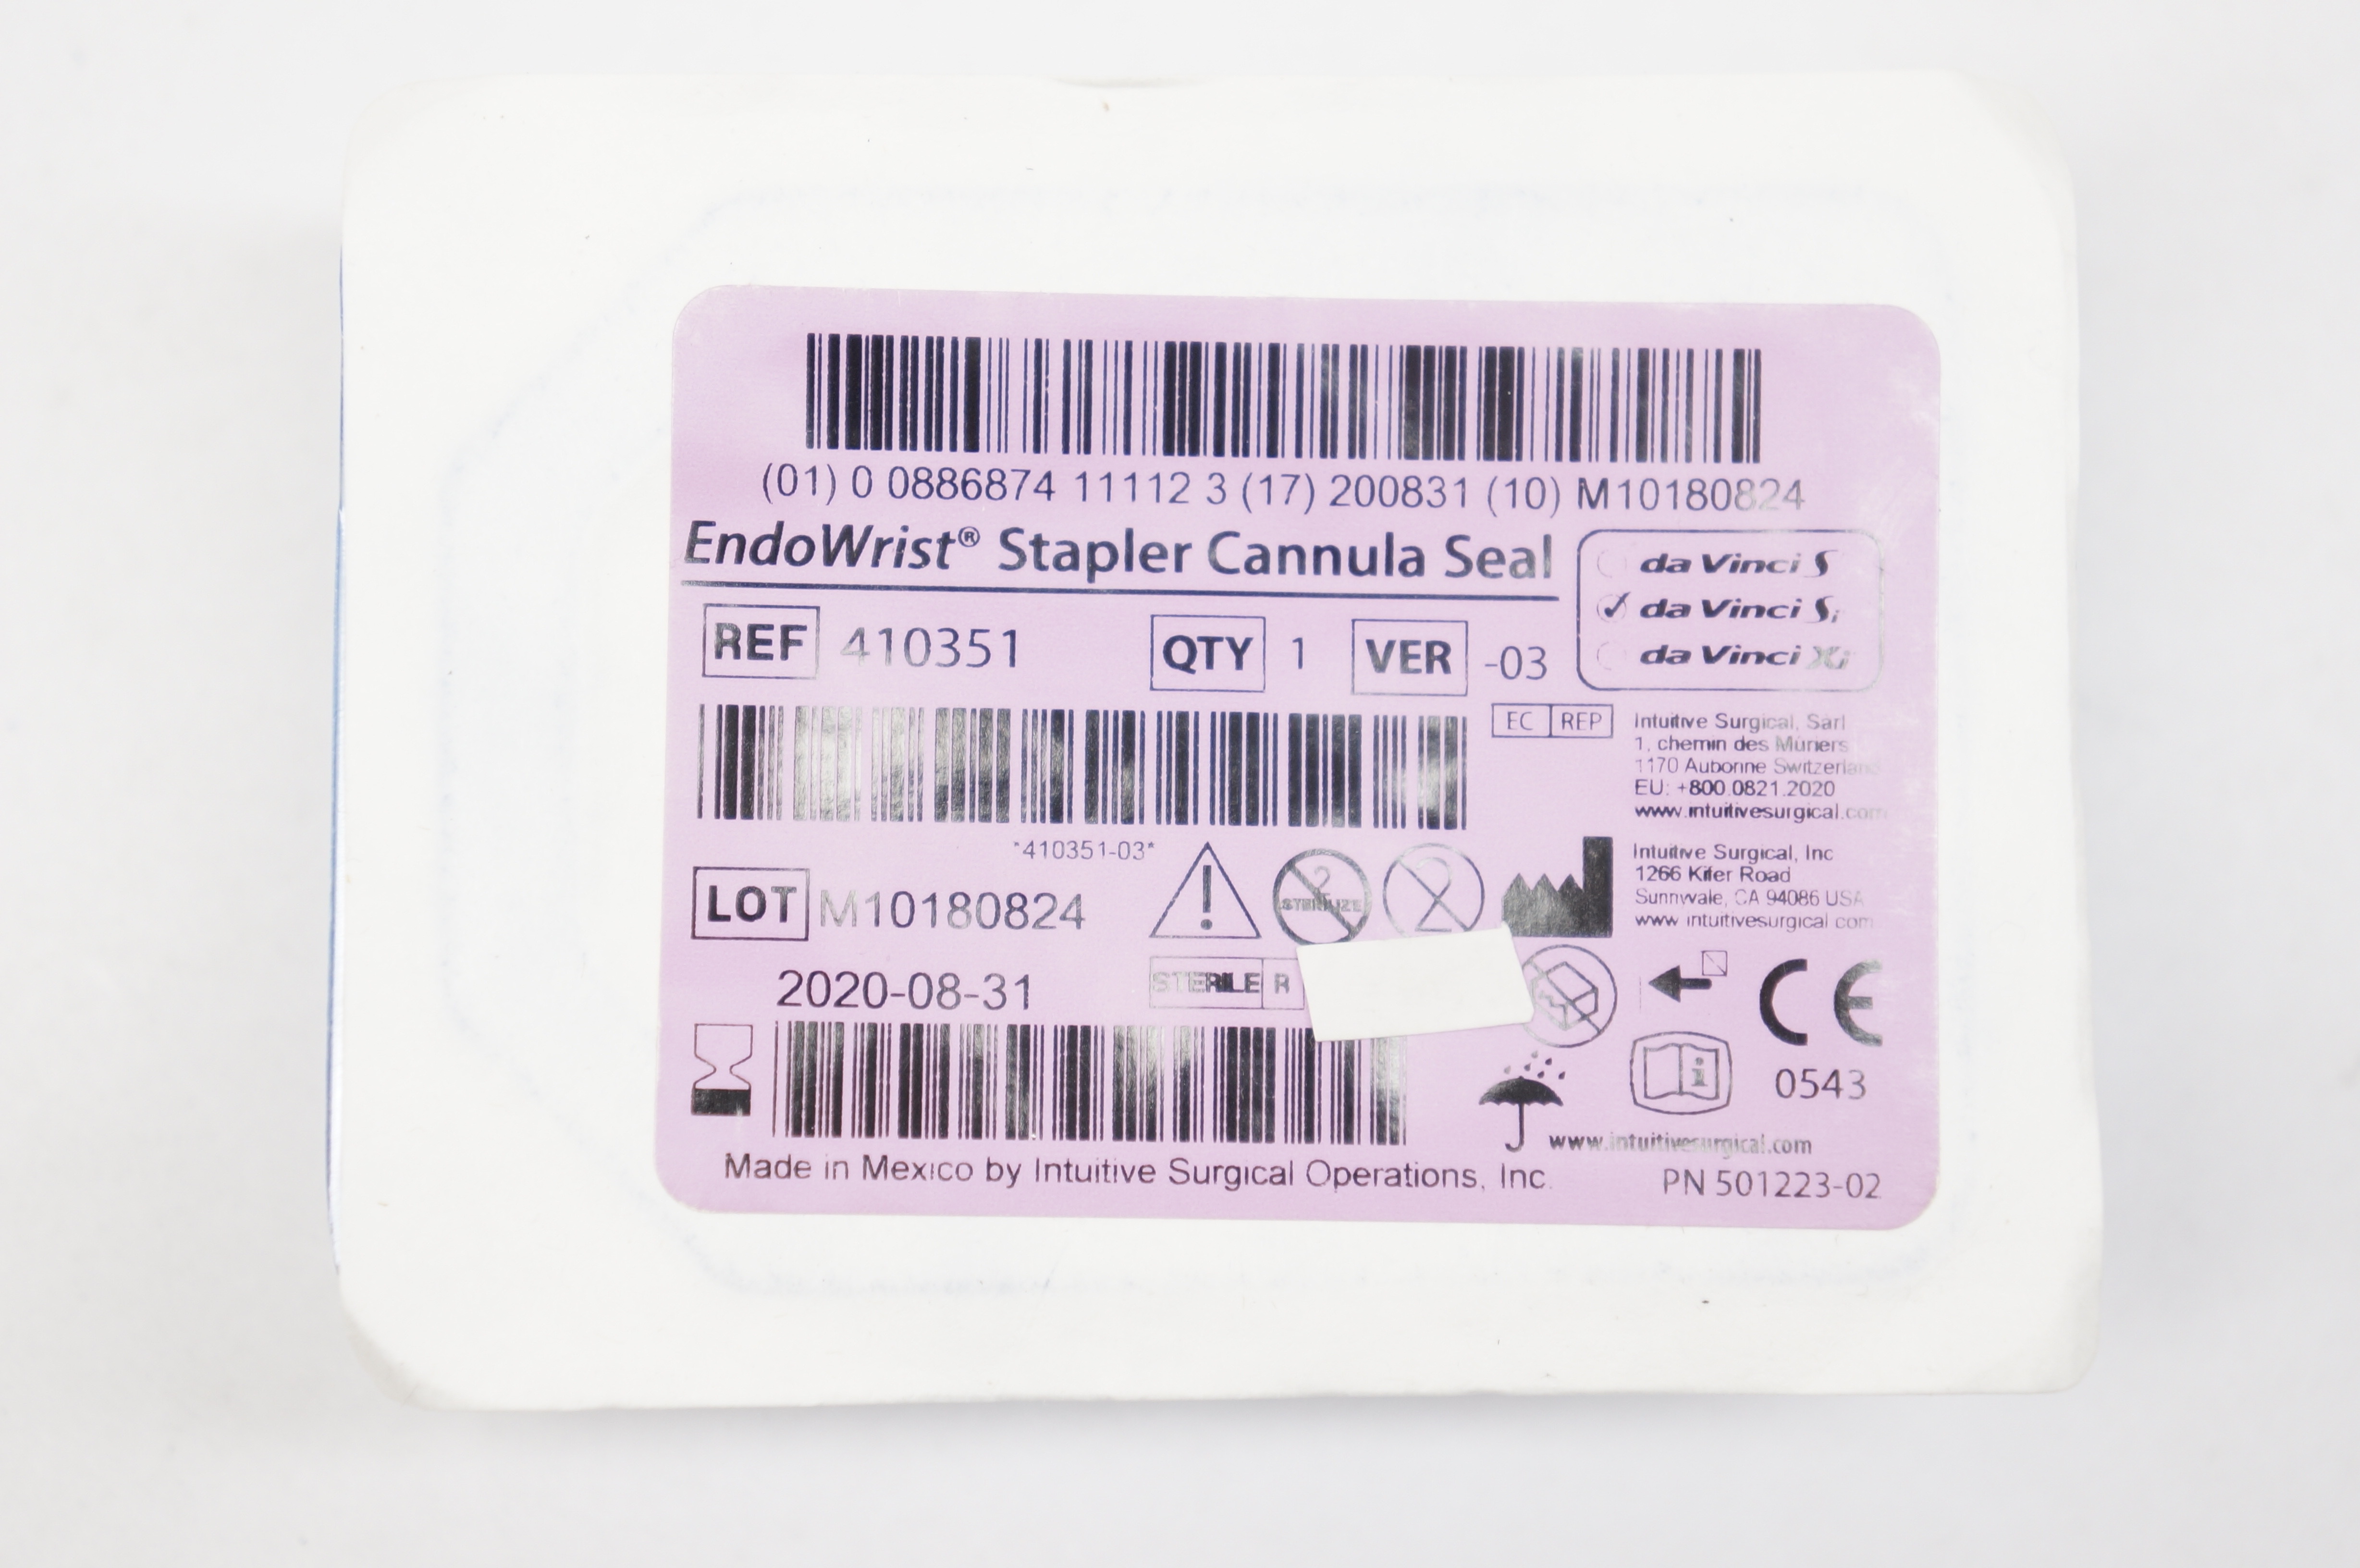 (01) 0 0886874 11112 3 (17) 200831 (10) M10180824
EndoWrist® Stapler Cannula Seal
da Vinci S
da Vinci Si
da Vinci Xi
REF 410351 QTY 1 VER -03
EC REP
Intuitive Surgical, Sàrl
1, chemin des Mûriers
1170 Aubonne Switzerland
EU: +800.0821.2020
www.intuitivesurgical.com
*410351-03*
Intuitive Surgical, Inc
1266 Kifer Road
Sunnyvale, CA 94086 USA
www.intuitivesurgical.com
LOT M10180824
2
STERILIZE
2
2020-08-31
STERILE R
CE
0543
www.intuitivesurgical.com
Made in Mexico by Intuitive Surgical Operations, Inc.
PN 501223-02